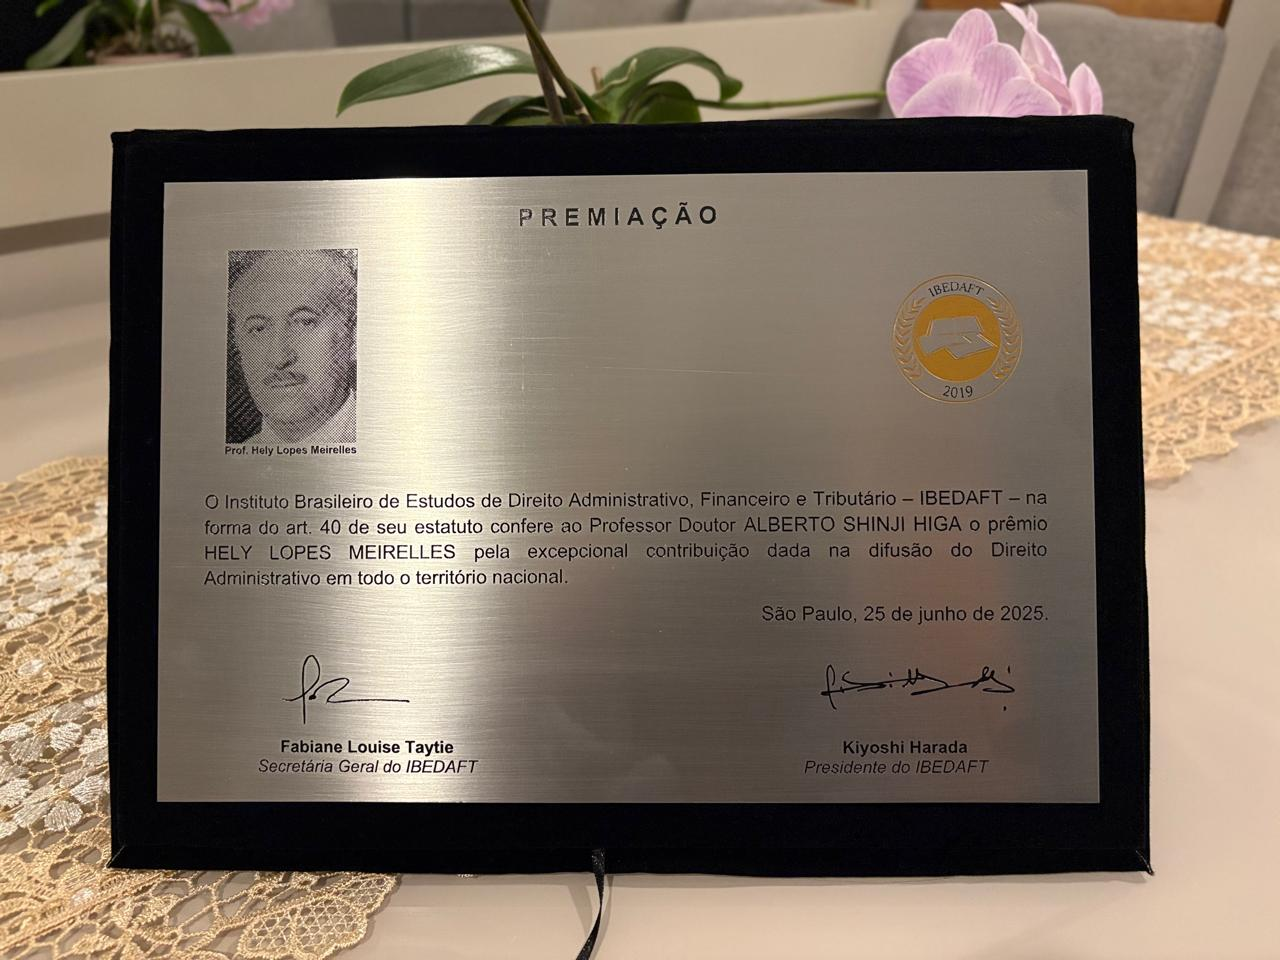 PREMIAÇÃO
IBEDAFT
2019
Prof. Hely Lopes Meirelles
O Instituto Brasileiro de Estudos de Direito Administrativo, Financeiro e Tributário – IBEDAFT – na
forma do art. 40 de seu estatuto confere ao Professor Doutor ALBERTO SHINJI HIGA o prêmio
HELY LOPES MEIRELLES pela excepcional contribuição dada na difusão do Direito
Administrativo em todo o território nacional.
São Paulo, 25 de junho de 2025.
Fabiane Louise Taytie
Secretária Geral do IBEDAFT
Kiyoshi Harada
Presidente do IBEDAFT